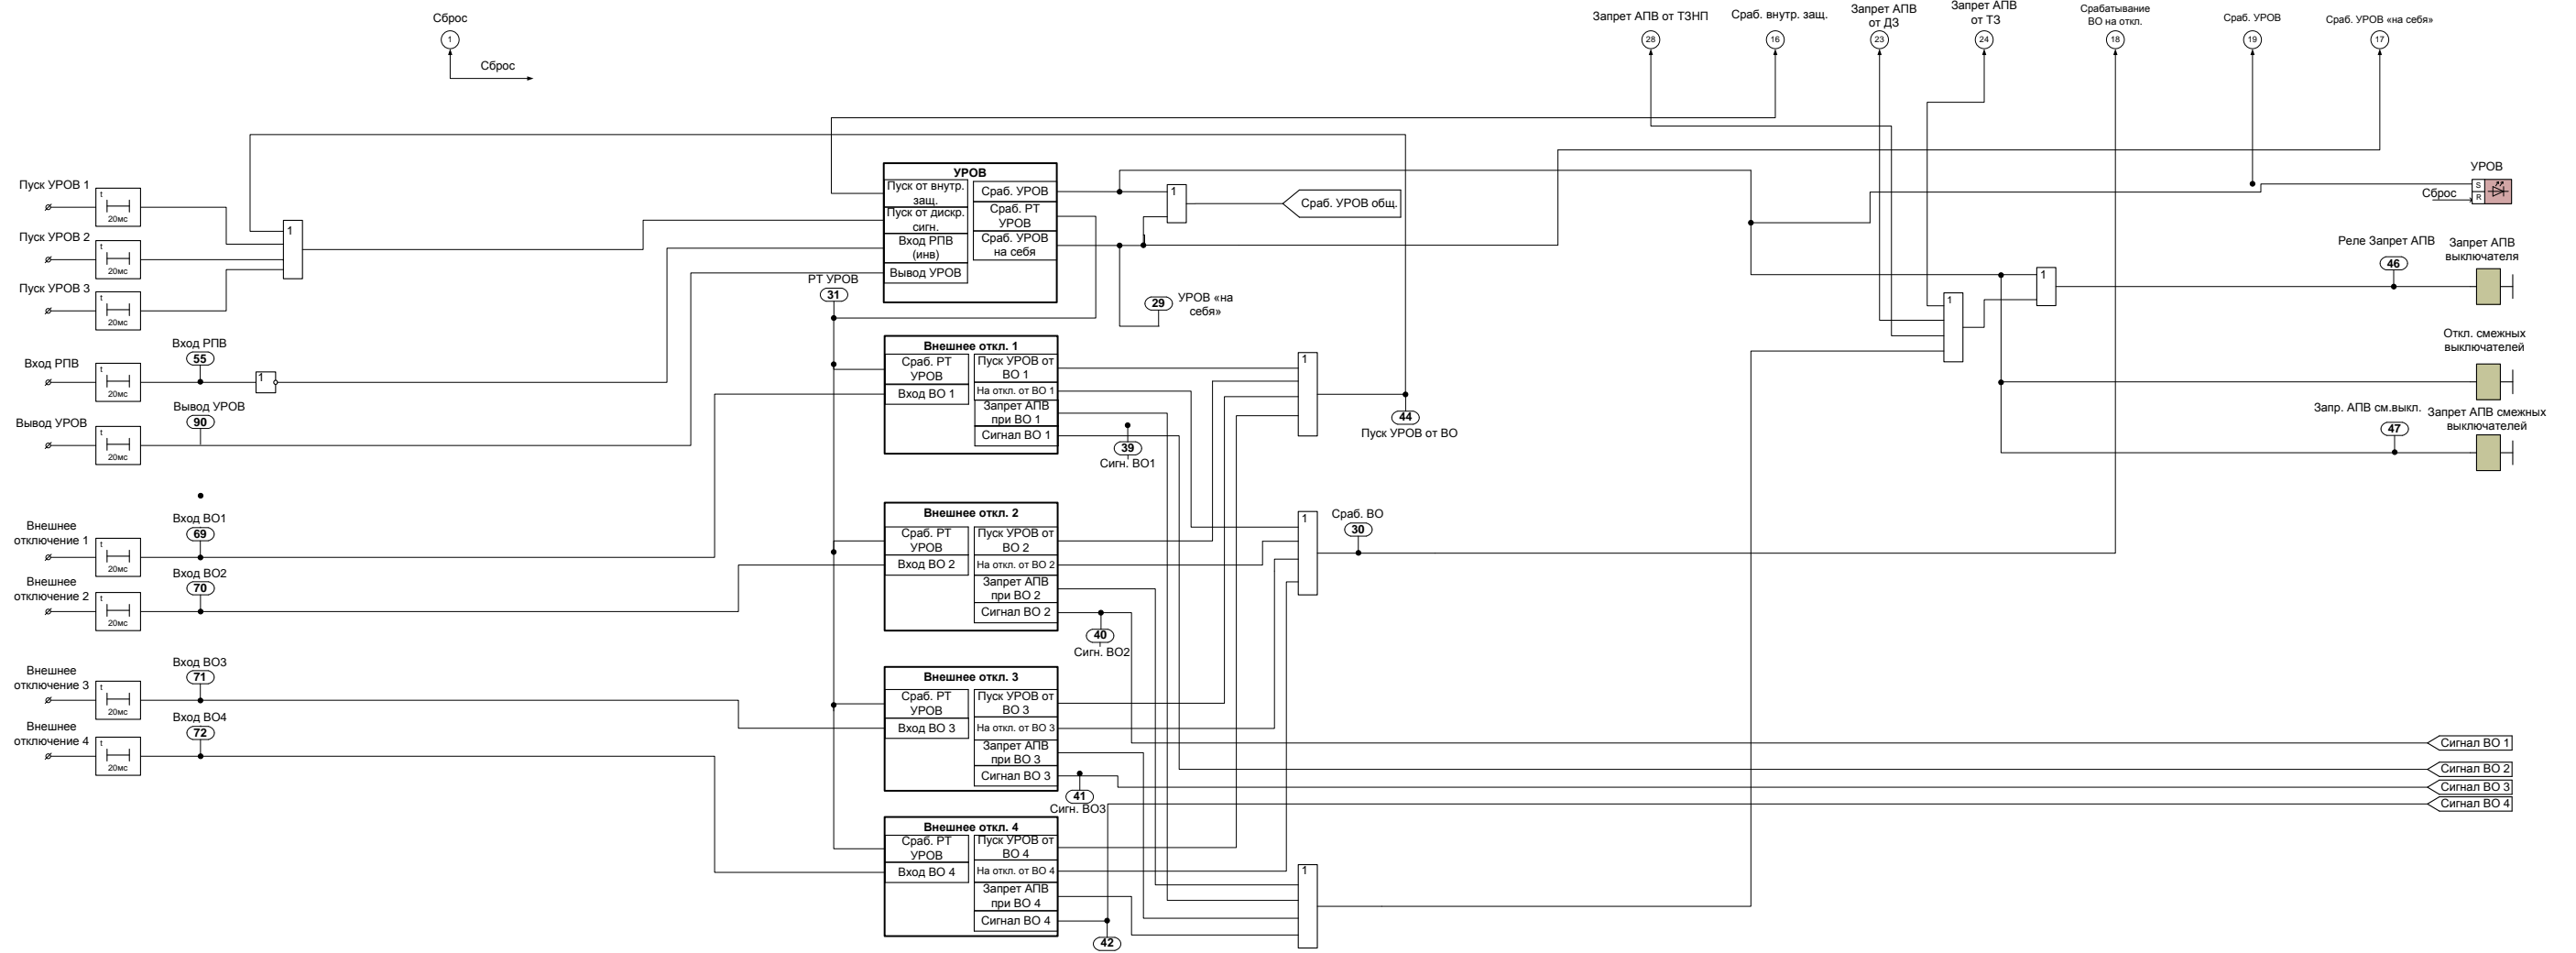 Сброс
1
Сброс
Запрет АПВ от ТЗНП
28
Сраб. внутр. защ.
16
Запрет АПВ
от ДЗ
23
Запрет АПВ
от ТЗ
24
Срабатывание
ВО на откл.
18
Сраб. УРОВ
19
Сраб. УРОВ «на себя»
17
Пуск УРОВ 1
t
20мс
Пуск УРОВ 2
t
20мс
Пуск УРОВ 3
t
20мс
1
Вход РПВ
t
20мс
Вход РПВ
55
1
Вывод УРОВ
t
20мс
Вывод УРОВ
90
Внешнее
отключение 1
t
20мс
Вход ВО1
69
Внешнее
отключение 2
t
20мс
Вход ВО2
70
Внешнее
отключение 3
t
20мс
Вход ВО3
71
Внешнее
отключение 4
t
20мс
Вход ВО4
72
УРОВ
Пуск от внутр.
защ.
Пуск от дискр.
сигн.
Вход РПВ
(инв)
Вывод УРОВ
Сраб. УРОВ
Сраб. РТ
УРОВ
Сраб. УРОВ
на себя
1
Сраб. УРОВ общ.
РТ УРОВ
31
29
УРОВ «на
себя»
Внешнее откл. 1
Сраб. РТ
УРОВ
Вход ВО 1
Пуск УРОВ от
ВО 1
На откл. от ВО 1
Запрет АПВ
при ВО 1
Сигнал ВО 1
39
Сигн. ВО1
1
44
Пуск УРОВ от ВО
Внешнее откл. 2
Сраб. РТ
УРОВ
Вход ВО 2
Пуск УРОВ от
ВО 2
На откл. от ВО 2
Запрет АПВ
при ВО 2
Сигнал ВО 2
40
Сигн. ВО2
1
Сраб. ВО
30
Внешнее откл. 3
Сраб. РТ
УРОВ
Вход ВО 3
Пуск УРОВ от
ВО 3
На откл. от ВО 3
Запрет АПВ
при ВО 3
Сигнал ВО 3
41
Сигн. ВО3
Внешнее откл. 4
Сраб. РТ
УРОВ
Вход ВО 4
Пуск УРОВ от
ВО 4
На откл. от ВО 4
Запрет АПВ
при ВО 4
Сигнал ВО 4
42
1
1
1
УРОВ
Сброс
S
R
Реле Запрет АПВ
46
Запрет АПВ
выключателя
Откл. смежных
выключателей
Запр. АПВ см.выкл.
47
Запрет АПВ смежных
выключателей
Сигнал ВО 1
Сигнал ВО 2
Сигнал ВО 3
Сигнал ВО 4